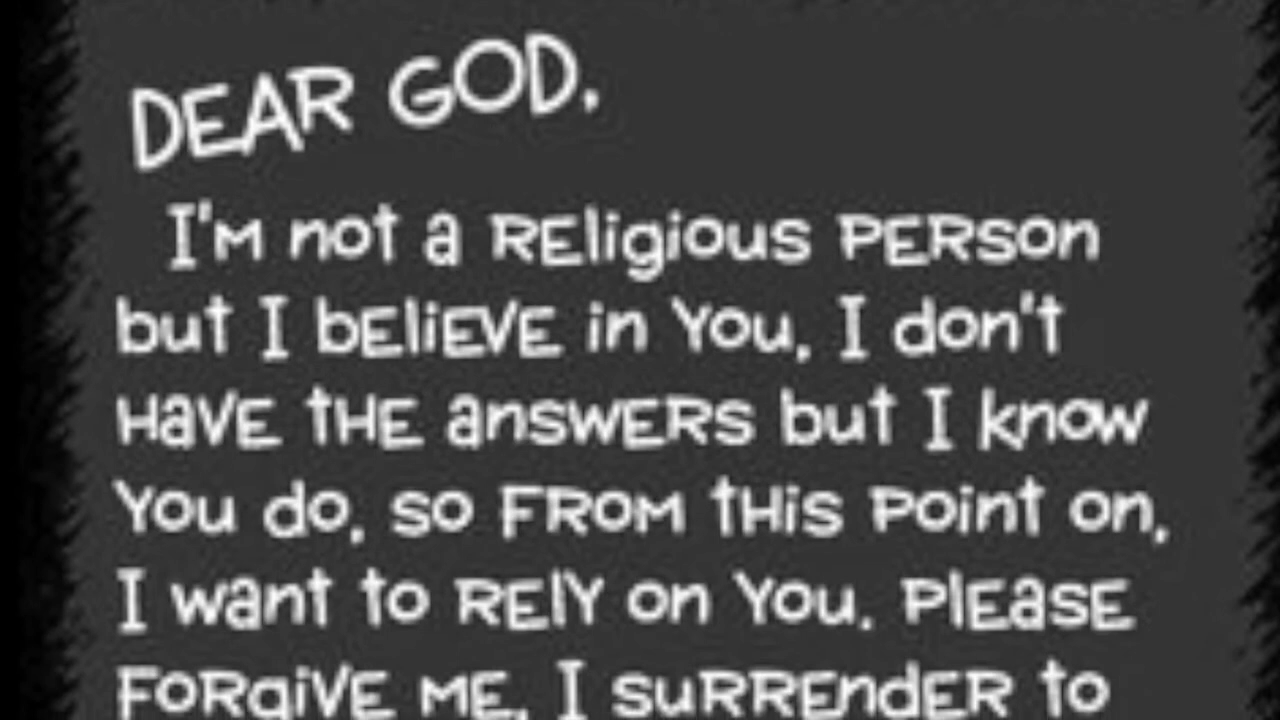 DEAR GOD,
I'm not a REligious PERson
but I bEliEVE in You, I don't
HaVE tHE answERs but I know
You do, so FROM tHis Point on,
I want to RElY on You. PlEasE
FoRgiVE ME, I suRREndER to